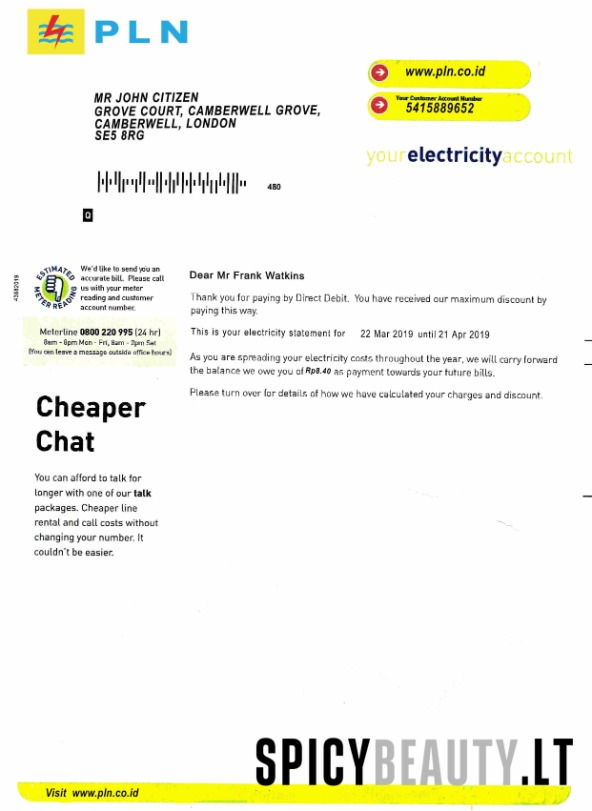 PLN
www.pln.co.id
Your Customer Account Number
5415889652
MR JOHN CITIZEN
GROVE COURT, CAMBERWELL GROVE,
CAMBERWELL, LONDON
SE5 8RG
480
yourelectricityaccount
Q
43682019
ESTIMATED
METER READING
We'd like to send you an
accurate bill. Please call
us with your meter
reading and customer
account number.
Meterline 0800 220 995 (24 hr)
8am - 8pm Mon - Fri, 8am - 2pm Sat
(You can leave a message outside office hours)
Dear Mr Frank Watkins
Thank you for paying by Direct Debit. You have received our maximum discount by
paying this way.
This is your electricity statement for 22 Mar 2019 until 21 Apr 2019
As you are spreading your electricity costs throughout the year, we will carry forward
the balance we owe you of Rp8.40 as payment towards your future bills.
Please turn over for details of how we have calculated your charges and discount.
Cheaper
Chat
You can afford to talk for
longer with one of our talk
packages. Cheaper line
rental and call costs without
changing your number. It
couldn't be easier.
SPICYBEAUTY.LT
Visit www.pln.co.id